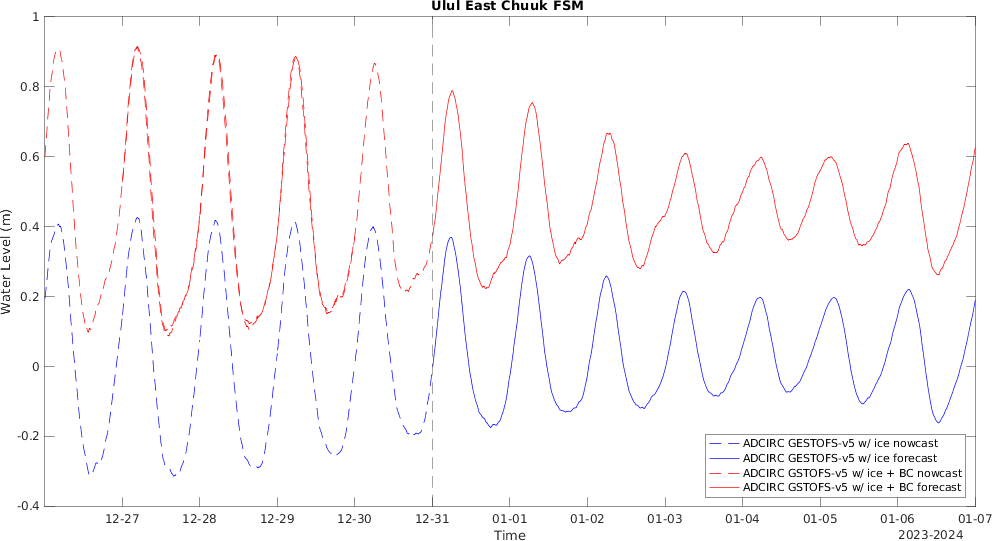 Ulul East Chuuk FSM
Water Level (m)
1
0.8
0.6
0.4
0.2
0
-0.2
-0.4
12-27 12-28 12-29 12-30 12-31 01-01 01-02 01-03 01-04 01-05 01-06 01-07
Time
2023-2024
ADCIRC GESTOFS-v5 w/ ice nowcast
ADCIRC GESTOFS-v5 w/ ice forecast
ADCIRC GSTOFS-v5 w/ ice + BC nowcast
ADCIRC GSTOFS-v5 w/ ice + BC forecast